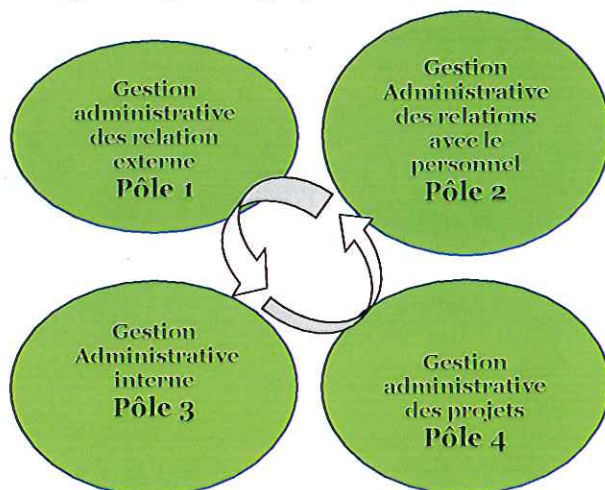 Gestion
administrative
des relation
externe
Pôle 1
Gestion
Administrative
des relations
avec le
personnel
Pôle 2
Gestion
Administrative
interne
Pôle 3
Gestion
administrative
des projets
Pôle 4